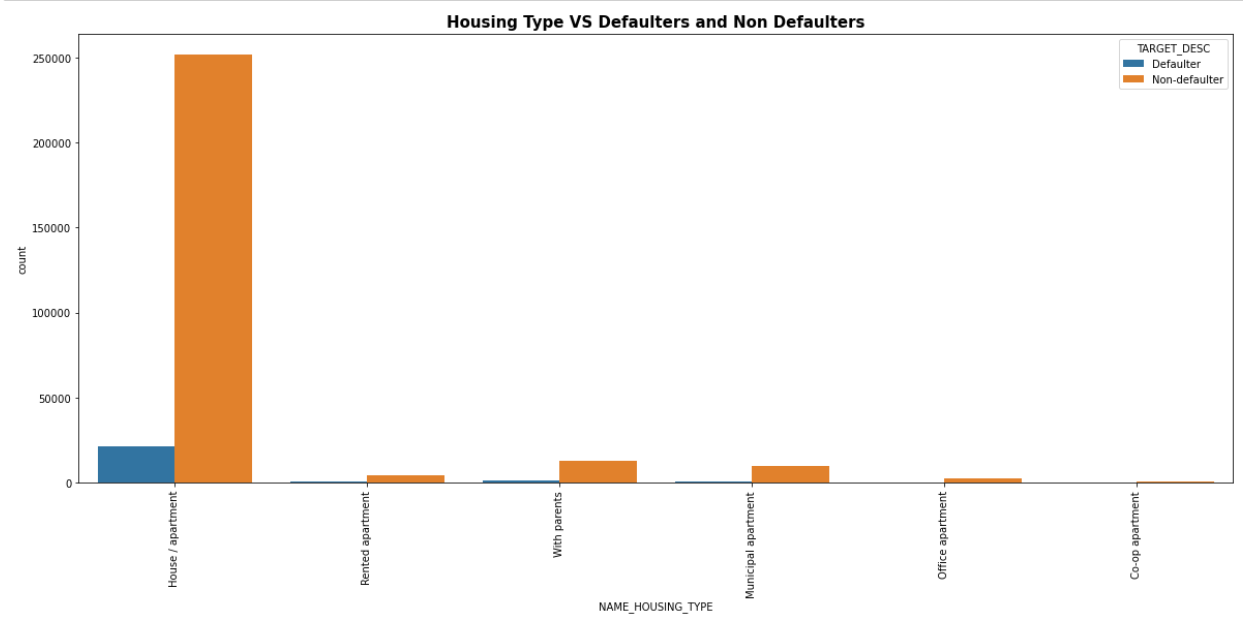 Housing Type VS Defaulters and Non Defaulters
TARGET_DESC
Defaulter
Non-defaulter
250000
200000
150000
100000
50000
0
count
House / apartment
Rented apartment
With parents
Municipal apartment
Office apartment
Co-op apartment
NAME_HOUSING_TYPE